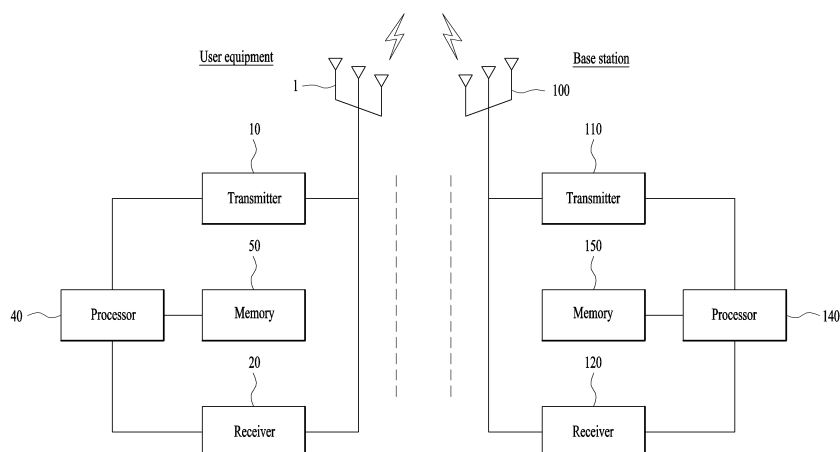 User equipment
Base station
1
100
10
110
Transmitter
Transmitter
50
150
40
Processor
Memory
Memory
Processor
140
20
120
Receiver
Receiver